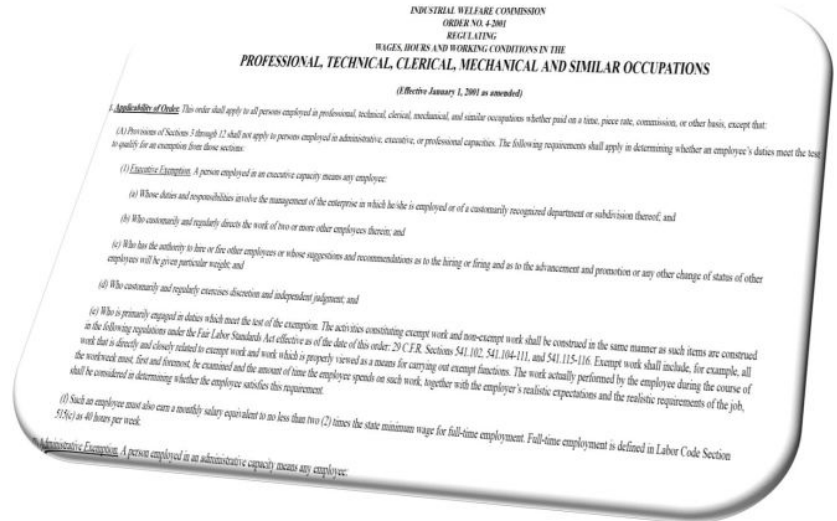 INDUSTRIAL WELFARE COMMISSION
ORDER NO. 4-2001
REGULATING
WAGES, HOURS AND WORKING CONDITIONS IN THE
PROFESSIONAL, TECHNICAL, CLERICAL, MECHANICAL AND SIMILAR OCCUPATIONS
(Effective January 1, 2001 as amended)
1. Applicability of Order. This order shall apply to all persons employed in professional, technical, clerical, mechanical, and similar occupations whether paid on a time, piece rate, commission, or other basis, except that:
(A) Provisions of Sections 3 through 12 shall not apply to persons employed in administrative, executive, or professional capacities. The following requirements shall apply in determining whether an employee's duties meet the test
to qualify for an exemption from those sections:
(1) Executive Exemption. A person employed in an executive capacity means any employee:
(a) Whose duties and responsibilities involve the management of the enterprise in which he/she is employed or of a customarily recognized department or subdivision thereof; and
(b) Who customarily and regularly directs the work of two or more other employees therein; and
(c) Who has the authority to hire or fire other employees or whose suggestions and recommendations as to the hiring or firing and as to the advancement and promotion or any other change of status of other
employees will be given particular weight; and
(d) Who customarily and regularly exercises discretion and independent judgment; and
(e) Who is primarily engaged in duties which meet the test of the exemption. The activities constituting exempt work and non-exempt work shall be construed in the same manner as such items are construed
in the following regulations under the Fair Labor Standards Act effective as of the date of this order: 29 C.F.R. Sections 541.102, 541.104-111, and 541.115-116. Exempt work shall include, for example, all
work that is directly and closely related to exempt work and work which is properly viewed as a means for carrying out exempt functions. The work actually performed by the employee during the course of
the workweek must, first and foremost, be examined and the amount of time the employee spends on such work, together with the employer's realistic expectations and the realistic requirements of the job,
shall be considered in determining whether the employee satisfies this requirement.
(f) Such an employee must also earn a monthly salary equivalent to no less than two (2) times the state minimum wage for full-time employment. Full-time employment is defined in Labor Code Section
515(c) as 40 hours per week.
Administrative Exemption. A person employed in an administrative capacity means any employee: